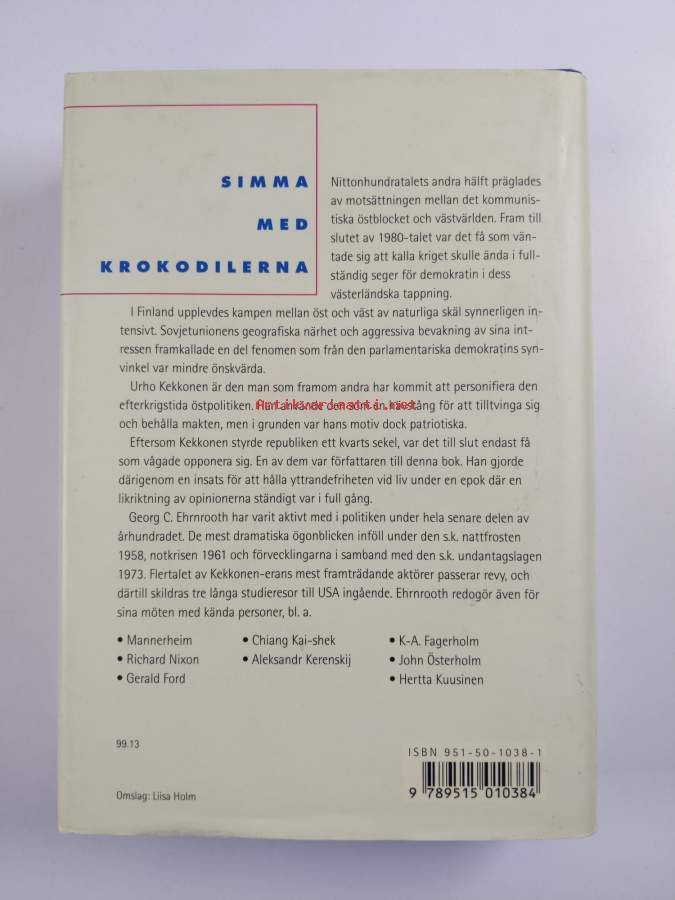 SIMMA
MED
KROKODILERNA
Nittonhundratalets andra hälft präglades
av motsättningen mellan det kommunis-
tiska östblocket och västvärlden. Fram till
slutet av 1980-talet var det få som vän-
tade sig att kalla kriget skulle ända i full-
ständig seger för demokratin i dess
västerländska tappning.
I Finland upplevdes kampen mellan öst och väst av naturliga skäl synnerligen in-
tensivt. Sovjetunionens geografiska närhet och aggressiva bevakning av sina int-
ressen framkallade en del fenomen som från den parlamentariska demokratins syn-
vinkel var mindre önskvärda.
Urho Kekkonen är den man som framom andra har kommit att personifiera den
efterkrigstida östpolitiken. Han använde den som en hävstång för att tilltvinga sig
Antikvariaatti.net
och behålla makten, men i grunden var hans motiv dock patriotiska.
Eftersom Kekkonen styrde republiken ett kvarts sekel, var det till slut endast få
som vågade opponera sig. En av dem var författaren till denna bok. Han gjorde
därigenom en insats för att hålla yttrandefriheten vid liv under en epok där en
likriktning av opinionerna ständigt var i full gång.
Georg C. Ehrnrooth har varit aktivt med i politiken under hela senare delen av
århundradet. De mest dramatiska ögonblicken inföll under den s.k. nattfrosten
1958, notkrisen 1961 och förvecklingarna i samband med den s.k. undantagslagen
1973. Flertalet av Kekkonen-erans mest framträdande aktörer passerar revy, och
därtill skildras tre långa studieresor till USA ingående. Ehrnrooth redogör även för
sina möten med kända personer, bl. a.
• Mannerheim
• Richard Nixon
• Gerald Ford
• Chiang Kai-shek
• Aleksandr Kerenskij
• K-A. Fagerholm
• John Österholm
• Hertta Kuusinen
99.13
Omslag: Liisa Holm
ISBN 951-50-1038-1
9 789515 010384